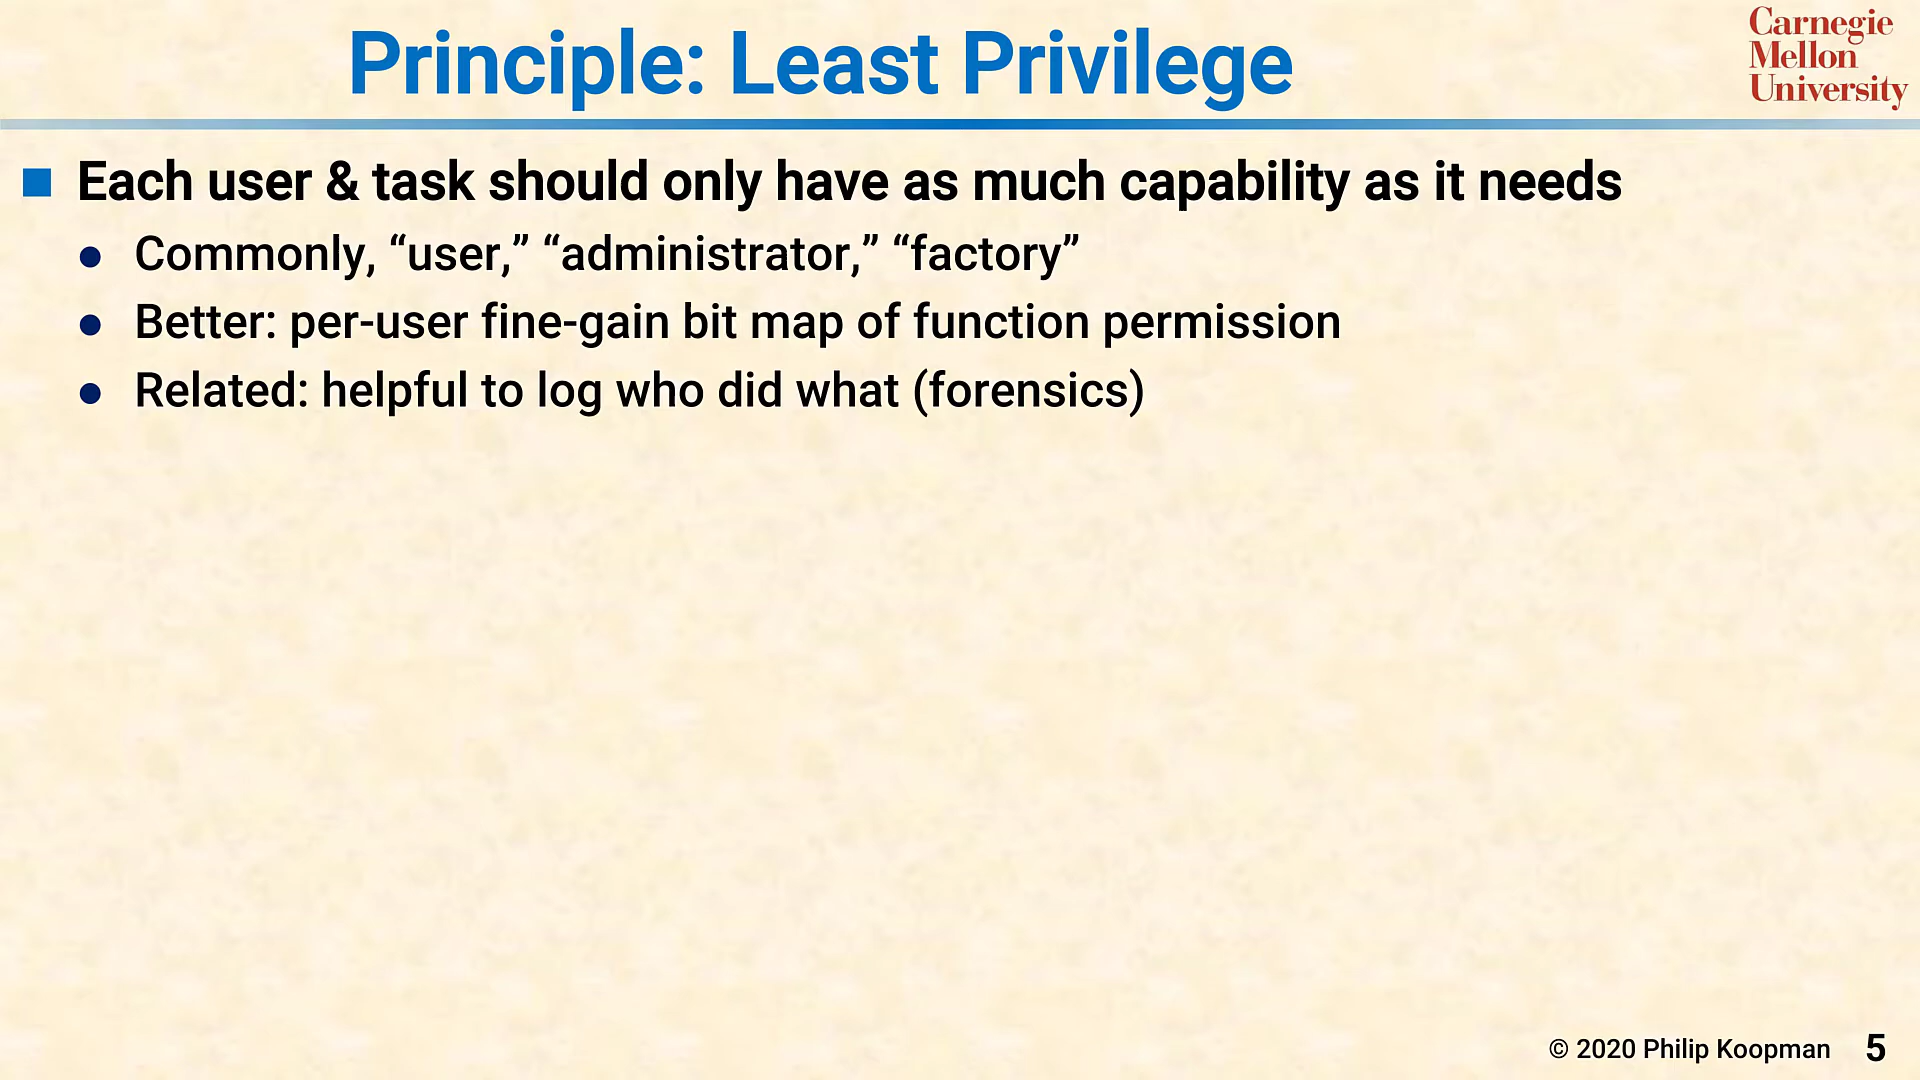 Principle: Least Privilege
Carnegie
Mellon
University
Each user & task should only have as much capability as it needs
Commonly, “user,” “administrator,” “factory”
Better: per-user fine-gain bit map of function permission
Related: helpful to log who did what (forensics)
© 2020 Philip Koopman 5